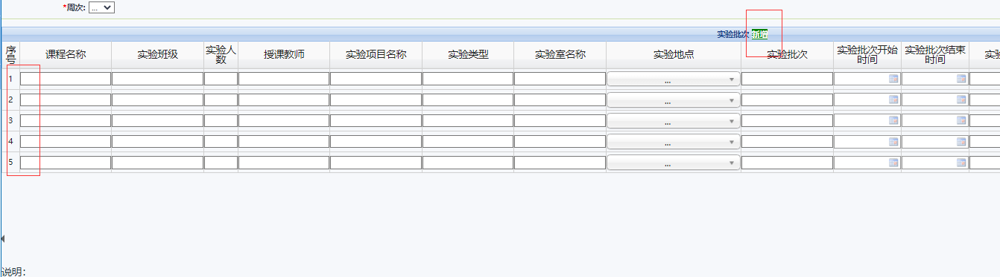 *周次: ...
实验批次 新增
序号 课程名称 实验班级 实验人数 授课教师 实验项目名称 实验类型 实验室名称 实验地点 实验批次 实验批次开始时间 实验批次结束时间 实验
1 ...
2 ...
3 ...
4 ...
5 ...
说明：